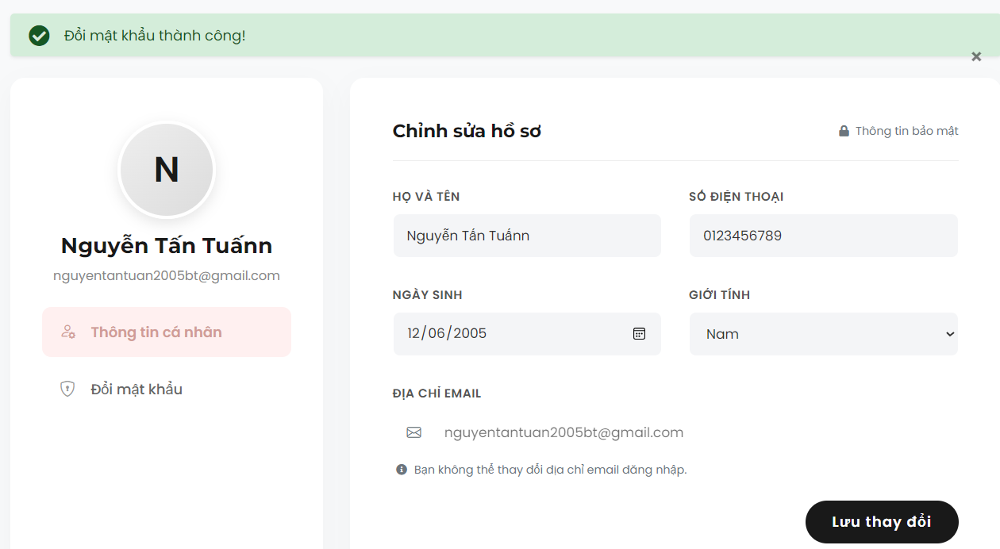 Đổi mật khẩu thành công!
×
N
Nguyễn Tấn Tuấnn
nguyentantuan2005bt@gmail.com
Thông tin cá nhân
Đổi mật khẩu
Chỉnh sửa hồ sơ
Thông tin bảo mật
HỌ VÀ TÊN
SỐ ĐIỆN THOẠI
Nguyễn Tấn Tuấnn
0123456789
NGÀY SINH
GIỚI TÍNH
12/06/2005
Nam
ĐỊA CHỈ EMAIL
nguyentantuan2005bt@gmail.com
Bạn không thể thay đổi địa chỉ email đăng nhập.
Lưu thay đổi